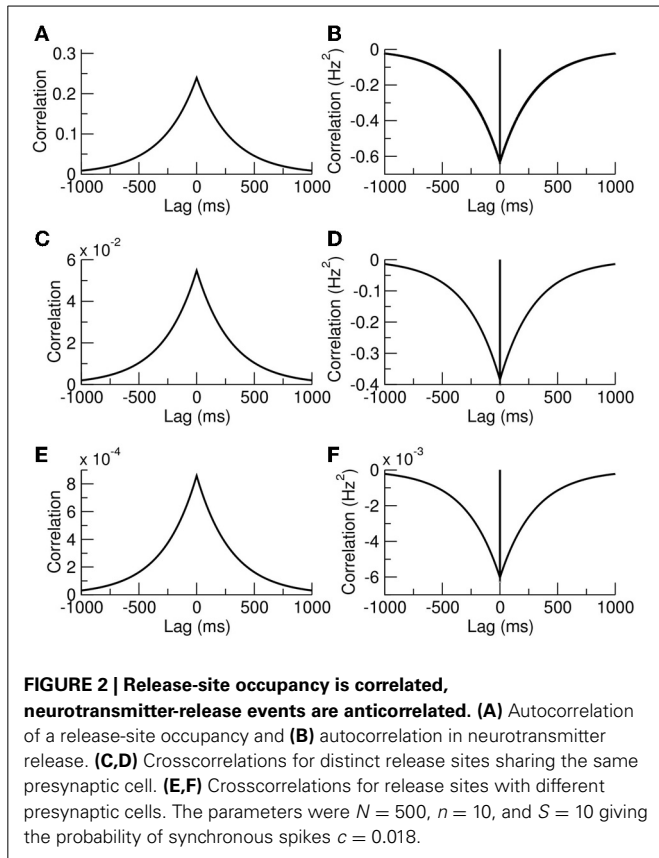 A
0.3
0.2
0.1
0
Correlation
-1000 -500 0 500 1000
Lag (ms)
B
0
-0.2
-0.4
-0.6
Correlation (Hz²)
-1000 -500 0 500 1000
Lag (ms)
C
x 10⁻²
6
4
2
0
Correlation
-1000 -500 0 500 1000
Lag (ms)
D
0
-0.1
-0.2
-0.3
-0.4
Correlation (Hz²)
-1000 -500 0 500 1000
Lag (ms)
E
x 10⁻⁴
8
6
4
2
0
Correlation
-1000 -500 0 500 1000
Lag (ms)
F
x 10⁻³
0
-2
-4
-6
Correlation (Hz²)
-1000 -500 0 500 1000
Lag (ms)
FIGURE 2 | Release-site occupancy is correlated,
neurotransmitter-release events are anticorrelated. (A) Autocorrelation
of a release-site occupancy and (B) autocorrelation in neurotransmitter
release. (C,D) Crosscorrelations for distinct release sites sharing the same
presynaptic cell. (E,F) Crosscorrelations for release sites with different
presynaptic cells. The parameters were N = 500, n = 10, and S = 10 giving
the probability of synchronous spikes c = 0.018.